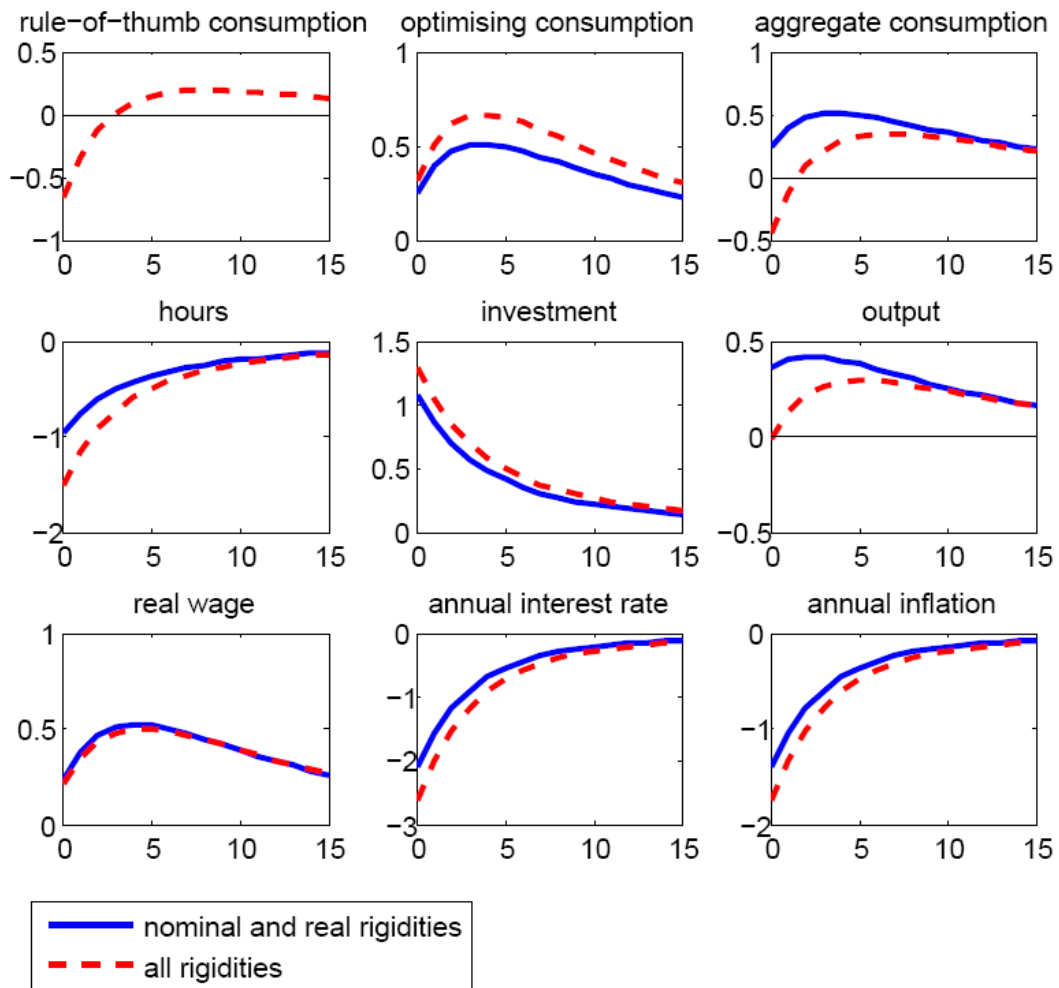 rule−of−thumb consumption
optimising consumption
aggregate consumption
0.5
0
−0.5
−1
0 5 10 15
1
0.5
0
0 5 10 15
1
0.5
0
−0.5
0 5 10 15
hours
investment
output
0
−1
−2
0 5 10 15
1.5
1
0.5
0
0 5 10 15
0.5
0
−0.5
0 5 10 15
real wage
annual interest rate
annual inflation
1
0.5
0
0 5 10 15
0
−1
−2
−3
0 5 10 15
0
−1
−2
0 5 10 15
nominal and real rigidities
all rigidities